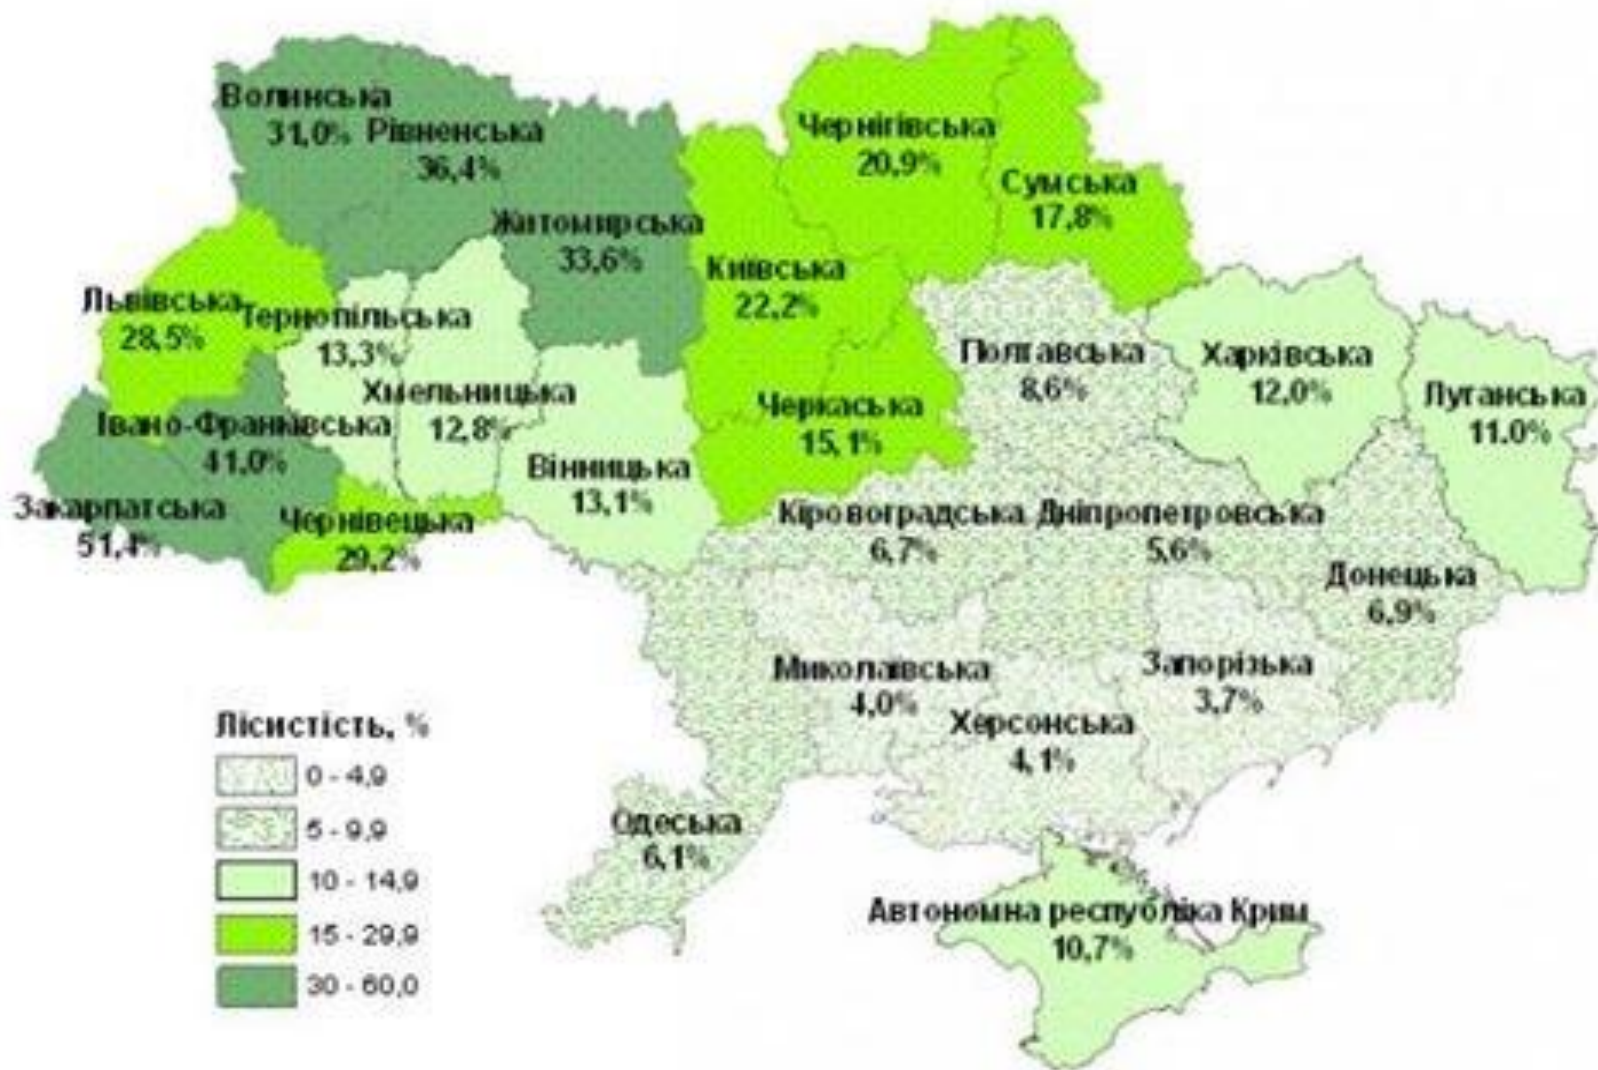 Волинська
31,0%
Рівненська
36,4%
Житомирська
33,6%
Чернігівська
20,9%
Сумська
17,8%
Київська
22,2%
Львівська
28,5%
Тернопільська
13,3%
Хмельницька
12,8%
Івано-Франківська
41.0%
Закарпатська
51,4%
Чернівецька
29,2%
Вінницька
13,1%
Черкаська
15,1%
Полтавська
8,6%
Харківська
12,0%
Луганська
11.0%
Кіровоградська
6,7%
Дніпропетровська
5,6%
Донецька
6,9%
Миколаївська
4,0%
Запорізька
3,7%
Херсонська
4,1%
Одеська
6,1%
Автономна республіка Крим
10,7%
Лісистість, %
0 - 4,9
5 - 9,9
10 - 14,9
15 - 29,9
30 - 60,0